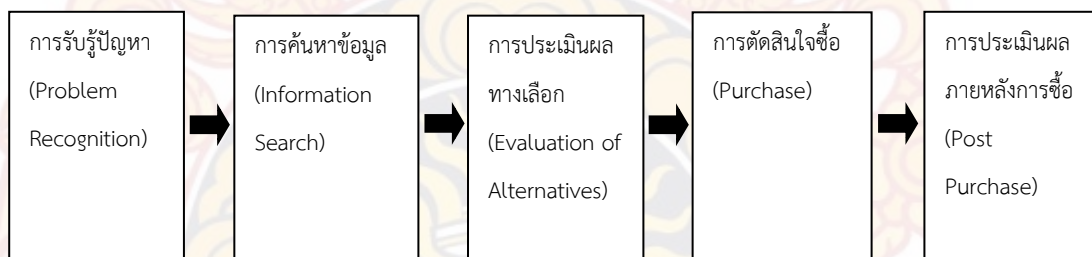 การรับรู้ปัญหา
(Problem
Recognition)
การค้นหาข้อมูล
(Information
Search)
การประเมินผล
ทางเลือก
(Evaluation of
Alternatives)
การตัดสินใจซื้อ
(Purchase)
การประเมินผล
ภายหลังการซื้อ
(Post
Purchase)